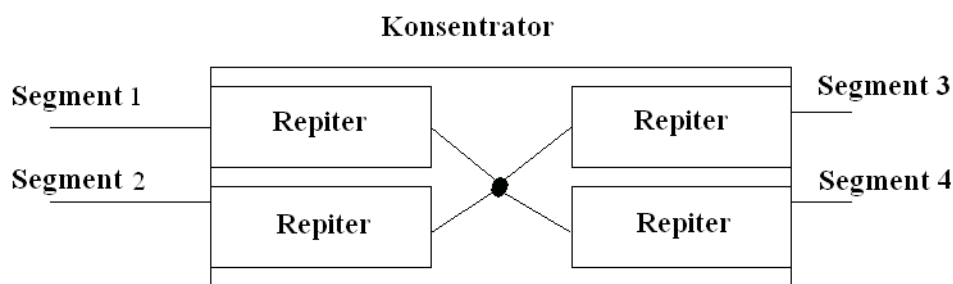 Konsentrator
Segment 1
Segment 3
Repiter
Repiter
Segment 2
Segment 4
Repiter
Repiter